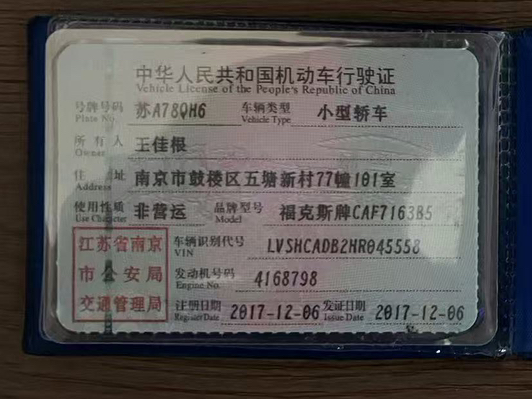 中华人民共和国机动车行驶证
Vehicle License of the People's Republic of China
号牌号码 苏A78QH6 车辆类型 小型轿车
Plate No. Vehicle Type
所有人 王佳根
Owner
住址 南京市鼓楼区五塘新村77幢101室
Address
使用性质 非营运 品牌型号 福克斯牌CAF7163B5
Use Character Model
江苏省南京 车辆识别代号 LVSHCADB2HR045558
VIN
市公安局 发动机号码 4168798
Engine No.
交通管理局 注册日期 2017-12-06 发证日期 2017-12-06
Register Date Issue Date